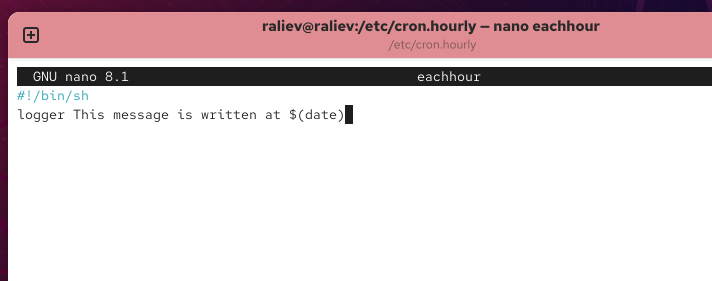 raliev@raliev:/etc/cron.hourly — nano eachhour
/etc/cron.hourly
GNU nano 8.1 eachhour
#!/bin/sh
logger This message is written at $(date)